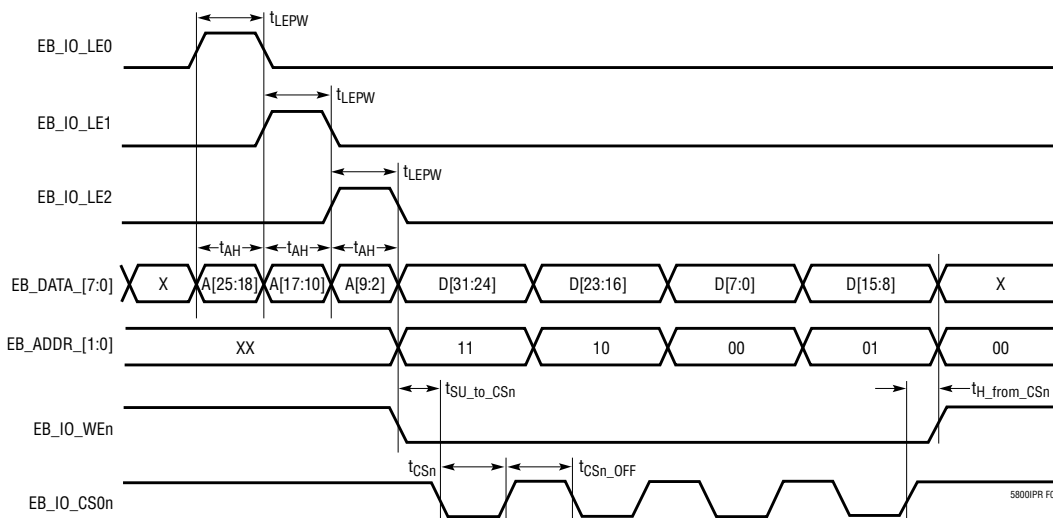 EB_IO_LE0
tLEPW
EB_IO_LE1
tLEPW
EB_IO_LE2
tLEPW
tAH tAH tAH
EB_DATA_[7:0] X A[25:18] A[17:10] A[9:2] D[31:24] D[23:16] D[7:0] D[15:8] X
EB_ADDR_[1:0] XX 11 10 00 01 00
tSU_to_CSn tH_from_CSn
EB_IO_WEn
tCSn tCSn_OFF
EB_IO_CS0n
5800IPR F0